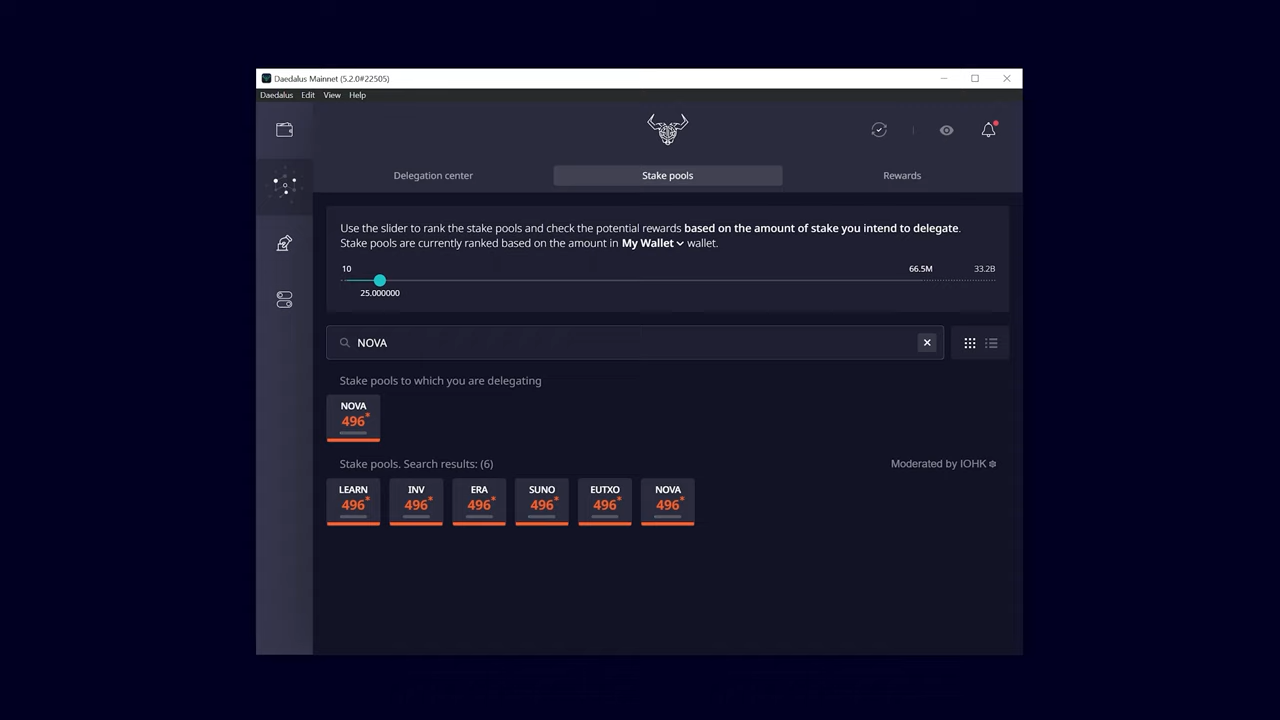 Daedalus Mainnet (5.2.0#22505)
Daedalus Edit View Help
Delegation center Stake pools Rewards
Use the slider to rank the stake pools and check the potential rewards based on the amount of stake you intend to delegate.
Stake pools are currently ranked based on the amount in My Wallet wallet.
10 66.5M 33.2B
25.000000
NOVA
Stake pools to which you are delegating
NOVA
496*
Stake pools. Search results: (6) Moderated by IOHK
LEARN INV ERA SUNO EUTXO NOVA
496* 496* 496* 496* 496* 496*